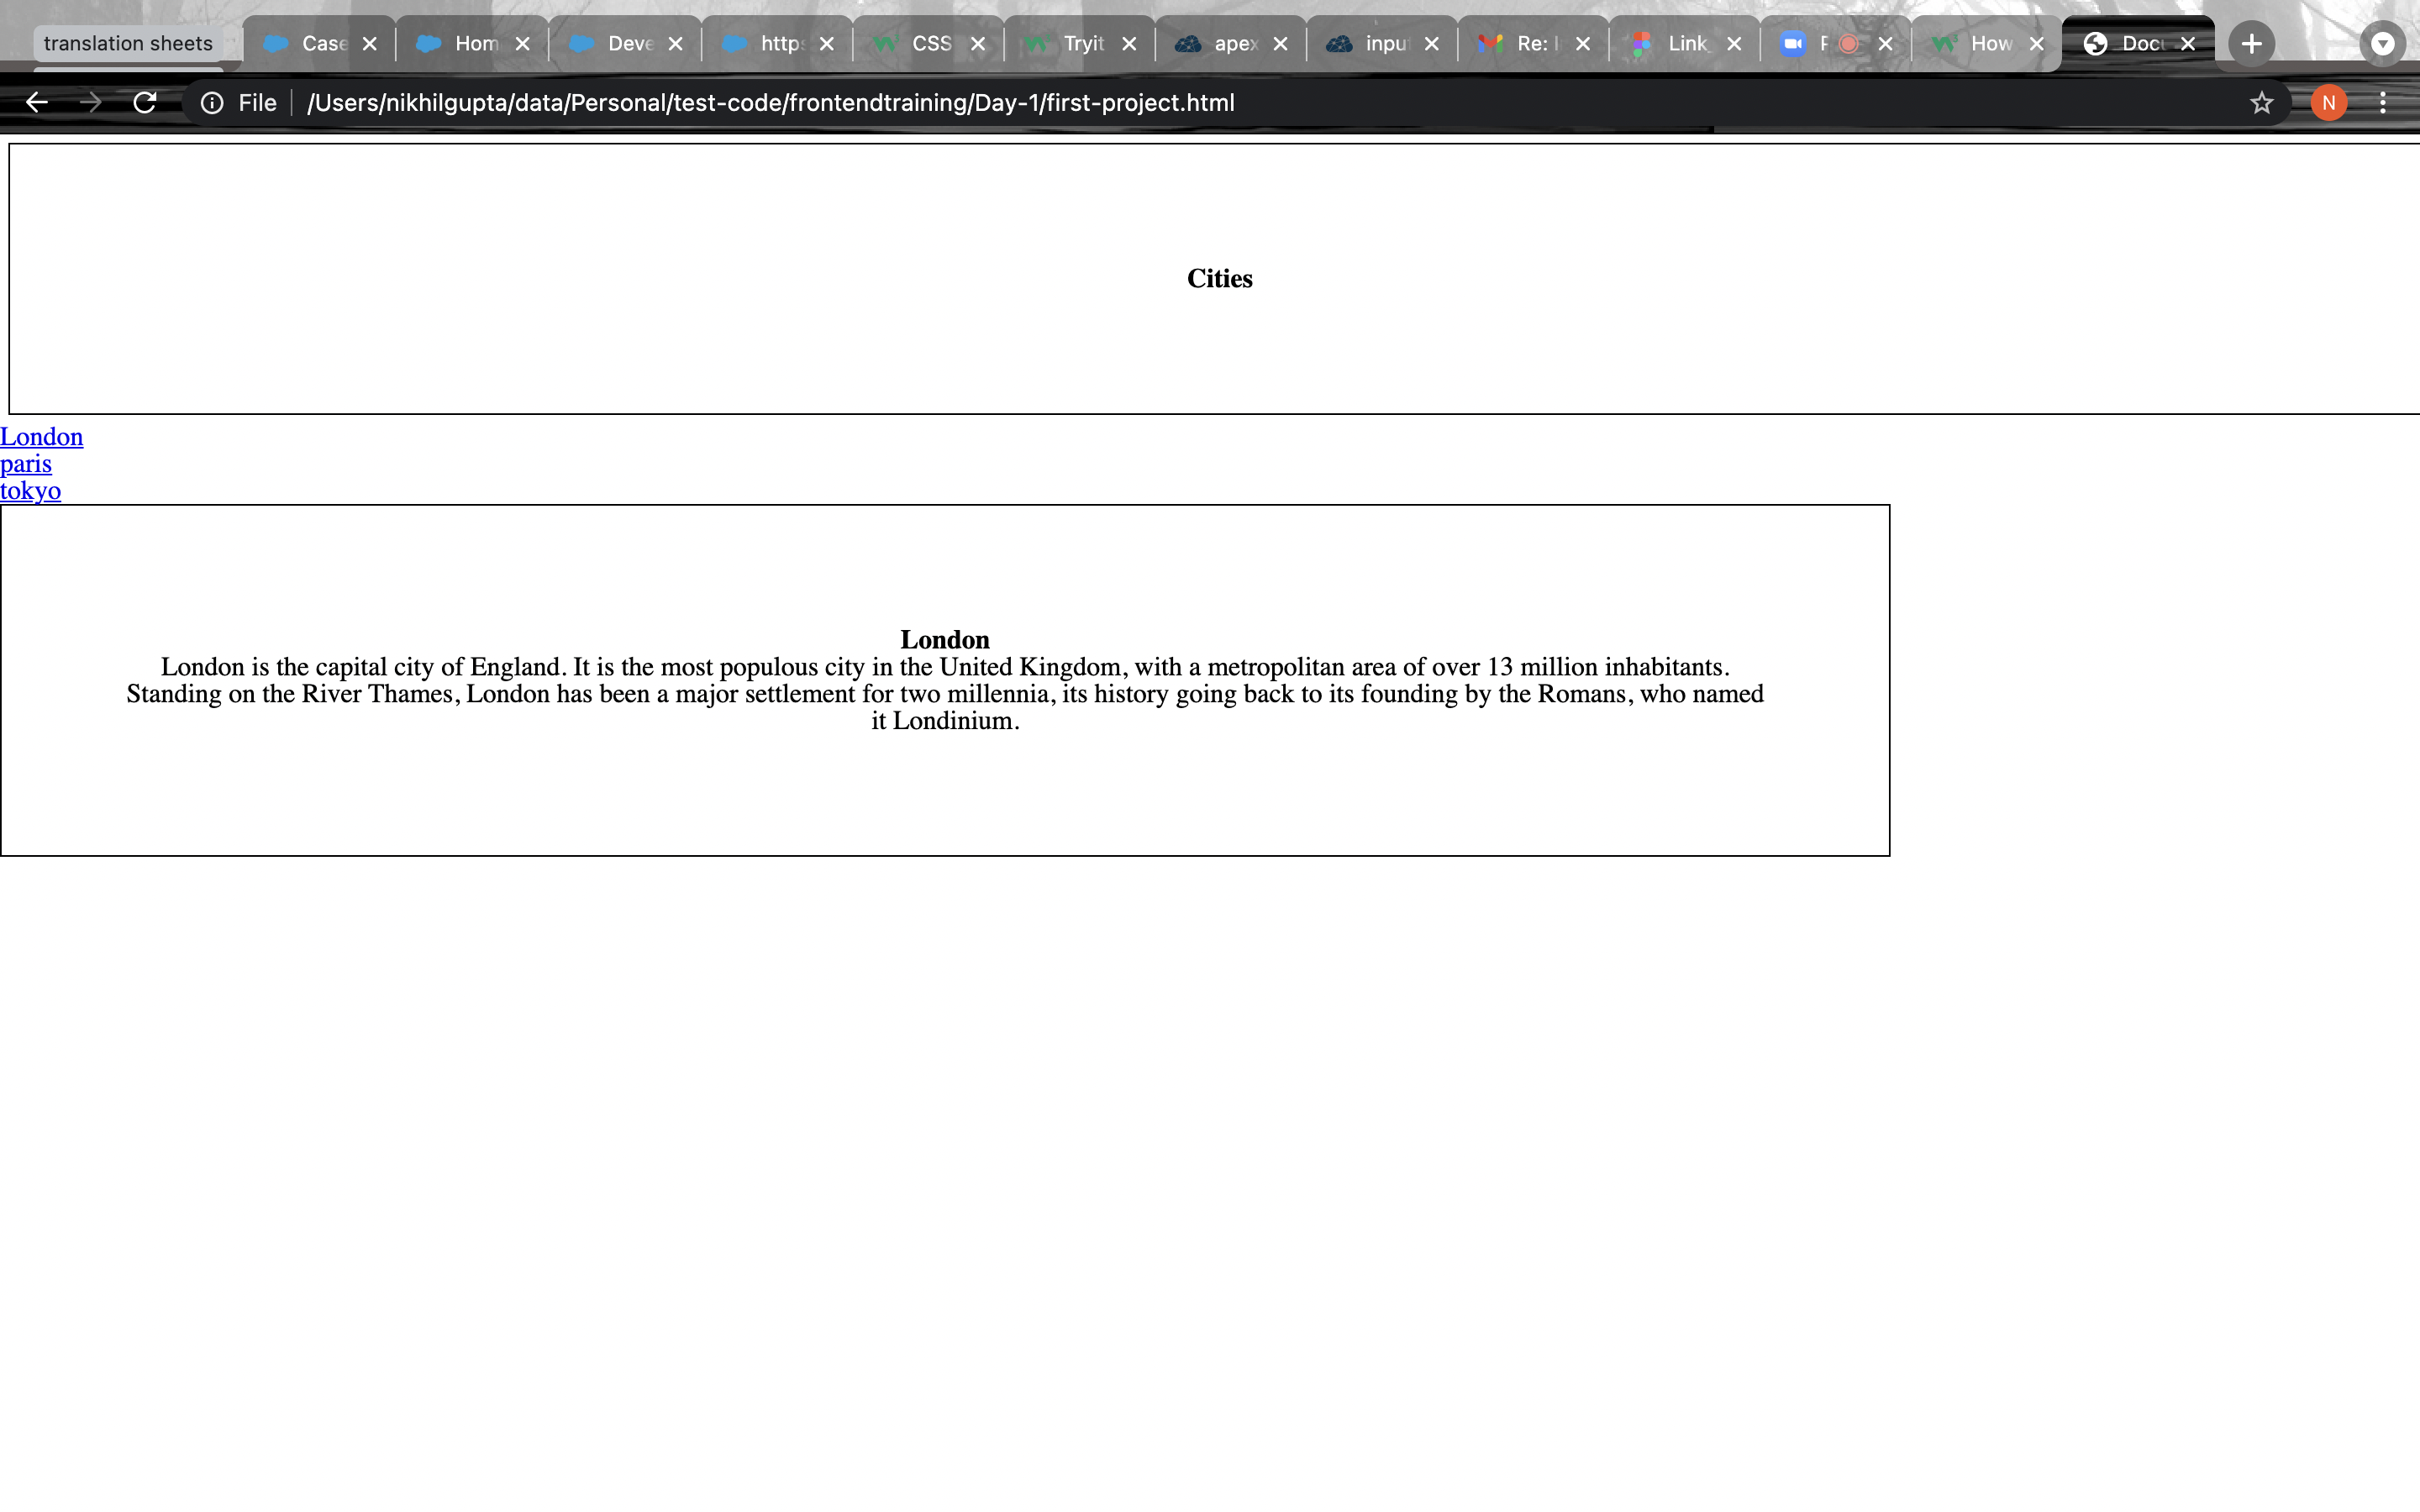 translation sheets
Case
Hom
Deve
http
CSS
Tryit
apex
inpu
Re:
Link
How
Docu
File
/Users/nikhilgupta/data/Personal/test-code/frontendtraining/Day-1/first-project.html
N
Cities
London
paris
tokyo
London
London is the capital city of England. It is the most populous city in the United Kingdom, with a metropolitan area of over 13 million inhabitants.
Standing on the River Thames, London has been a major settlement for two millennia, its history going back to its founding by the Romans, who named
it Londinium.